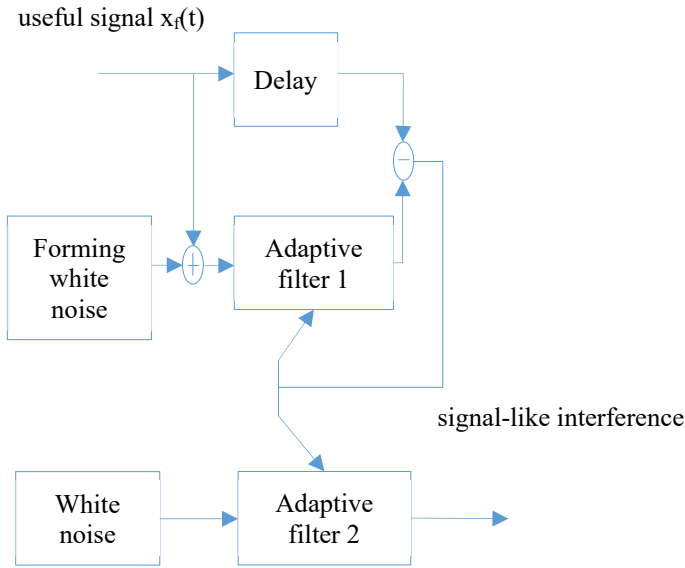 useful signal xf(t)
Delay
−
Forming
white
noise
+
Adaptive
filter 1
signal-like interference
White
noise
Adaptive
filter 2